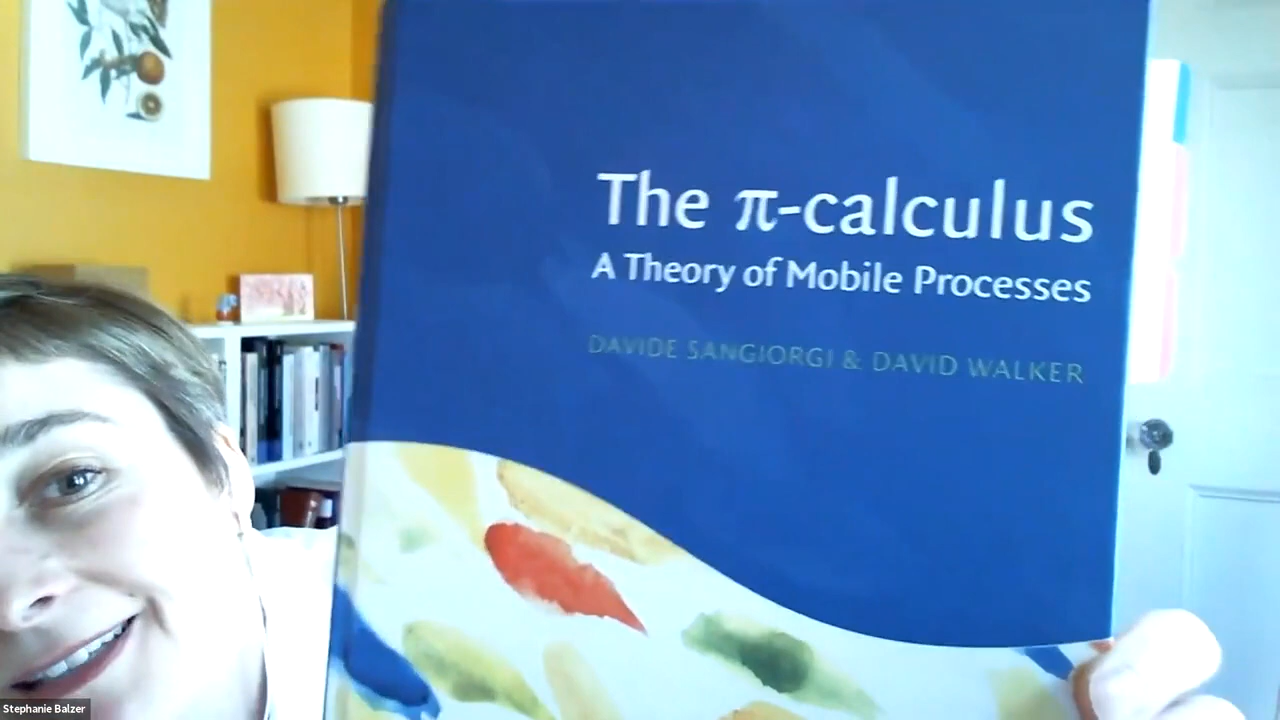 The π-calculus
A Theory of Mobile Processes
DAVIDE SANGIORGI & DAVID WALKER
Stephanie Balzer